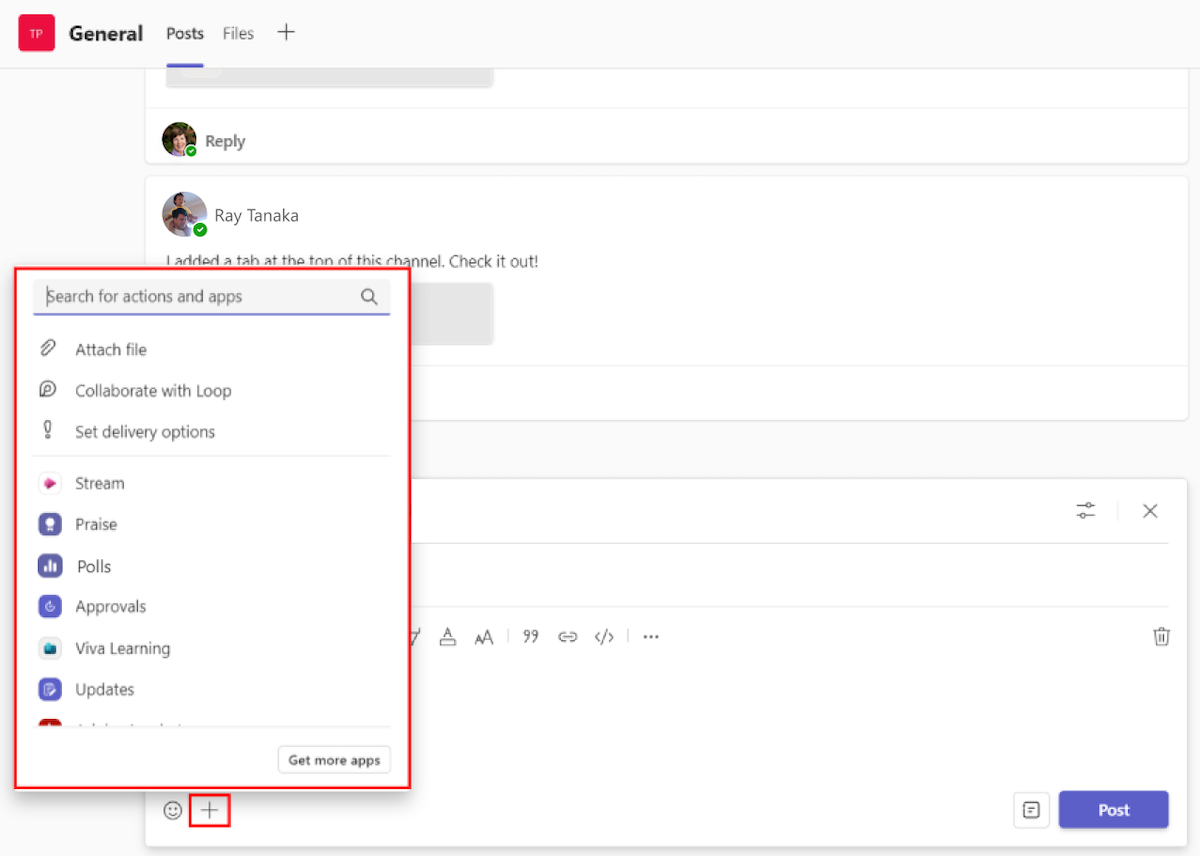 TP General Posts Files
Reply
Ray Tanaka
I added a tab at the top of this channel. Check it out!
Search for actions and apps
Attach file
Collaborate with Loop
Set delivery options
Stream
Praise
Polls
Approvals
Viva Learning
Updates
Get more apps
Post